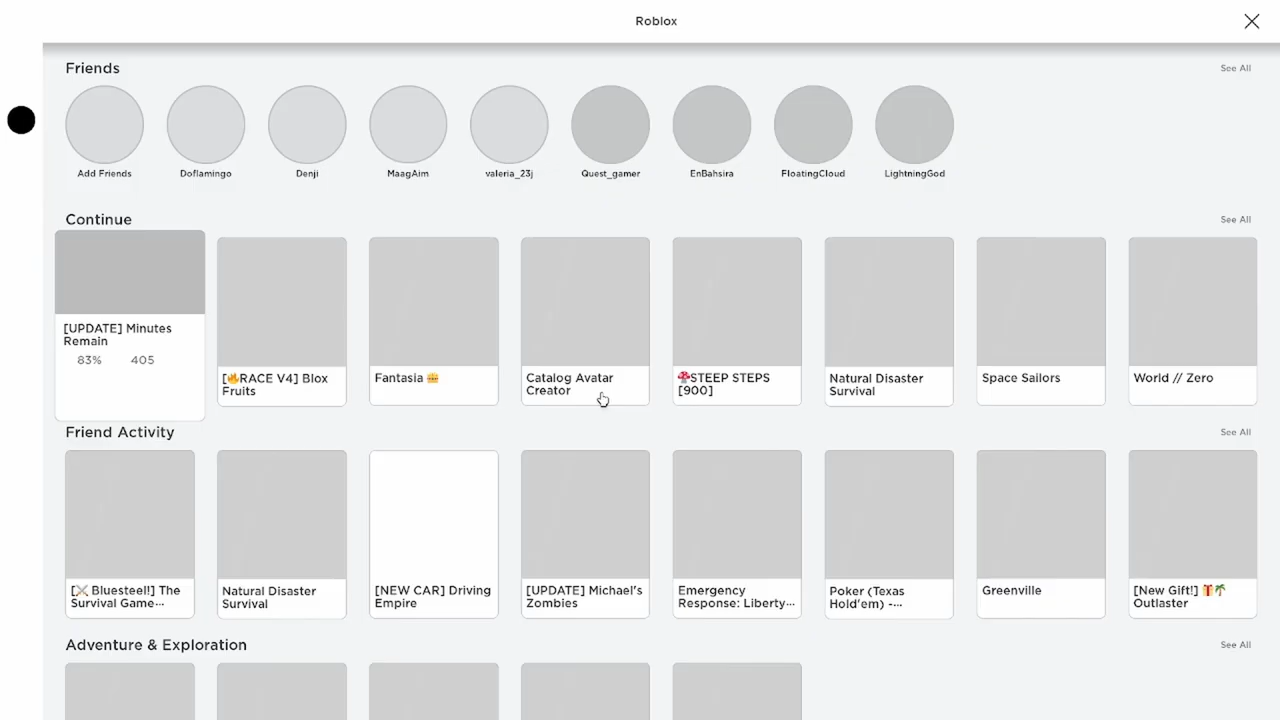 Roblox
Friends
See All
Add Friends
Doflamingo
Denji
MaagAim
valeria_23j
Quest_gamer
EnBahsira
FloatingCloud
LightningGod
Continue
See All
[UPDATE] Minutes
Remain
83% 405
[🔥RACE V4] Blox
Fruits
Fantasia 🪔
Catalog Avatar
Creator
🍄STEEP STEPS
[900]
Natural Disaster
Survival
Space Sailors
World // Zero
Friend Activity
See All
[⚔️ Bluesteel!] The
Survival Game...
Natural Disaster
Survival
[NEW CAR] Driving
Empire
[UPDATE] Michael's
Zombies
Emergency
Response: Liberty...
Poker (Texas
Hold'em) -...
Greenville
[New Gift!] 🎁🌴
Outlaster
Adventure & Exploration
See All